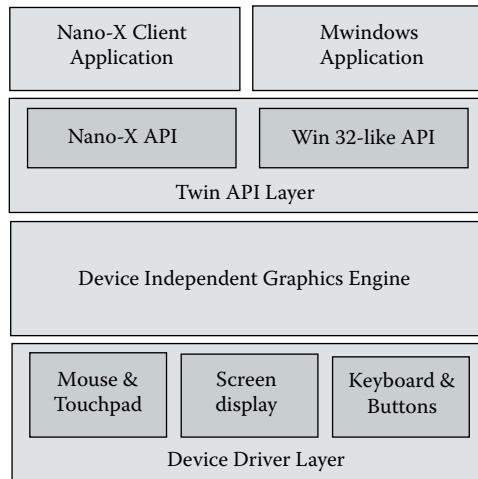 Nano-X Client
Application
Mwindows
Application
Nano-X API
Win 32-like API
Twin API Layer
Device Independent Graphics Engine
Mouse &
Touchpad
Screen
display
Keyboard &
Buttons
Device Driver Layer